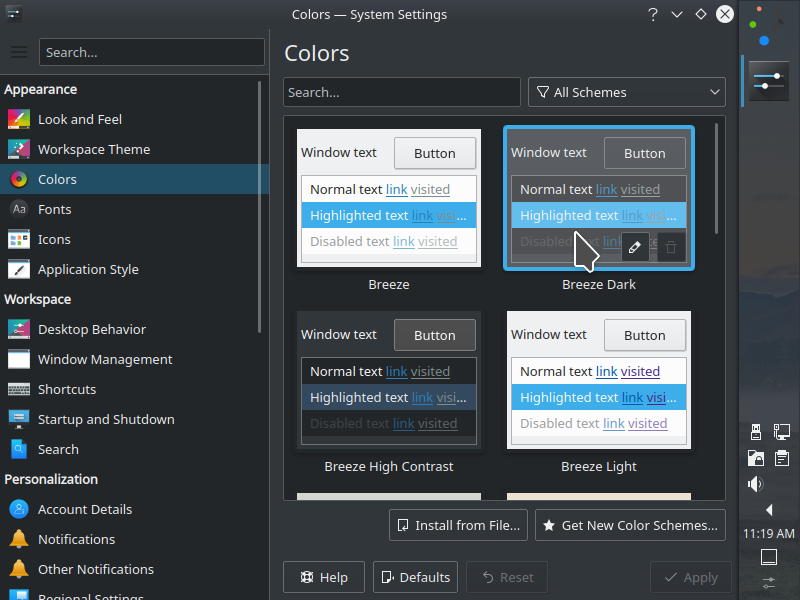 Colors — System Settings
?
Search...
Appearance
Look and Feel
Workspace Theme
Colors
Aa Fonts
Icons
Application Style
Workspace
Desktop Behavior
Window Management
Shortcuts
Startup and Shutdown
Search
Personalization
Account Details
Notifications
Other Notifications
Regional Settings
Colors
Search...
All Schemes
Window text
Button
Normal text link visited
Highlighted text link visi...
Disabled text link visited
Breeze
Window text
Button
Normal text link visited
Highlighted text link visi...
Breeze Dark
Window text
Button
Normal text link visited
Highlighted text link visi...
Disabled text link visited
Breeze High Contrast
Window text
Button
Normal text link visited
Highlighted text link visi...
Disabled text link visited
Breeze Light
Install from File...
Get New Color Schemes...
Help
Defaults
Reset
Apply
11:19 AM